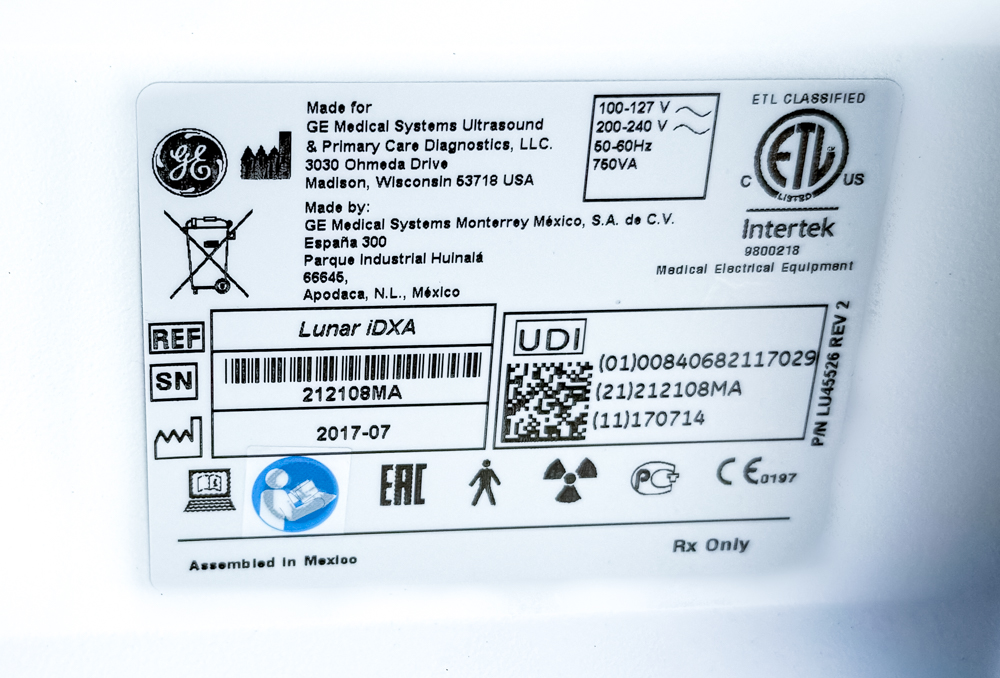 GE
Made for
GE Medical Systems Ultrasound
& Primary Care Diagnostics, LLC.
3030 Ohmeda Drive
Madison, Wisconsin 53718 USA
Made by:
GE Medical Systems Monterrey México, S.A. de C.V.
España 300
Parque Industrial Huinalá
66645,
Apodaca, N.L., México
100-127 V
200-240 V
50-60Hz
750VA
ETL CLASSIFIED
ETL
C US
LISTED
Intertek
9800218
Medical Electrical Equipment
REF
Lunar iDXA
SN
212108MA
2017-07
UDI
(01)00840682117029
(21)212108MA
(11)170714
P/N LU45526 REV 2
EAC
CE0197
Assembled in Mexico
Rx Only